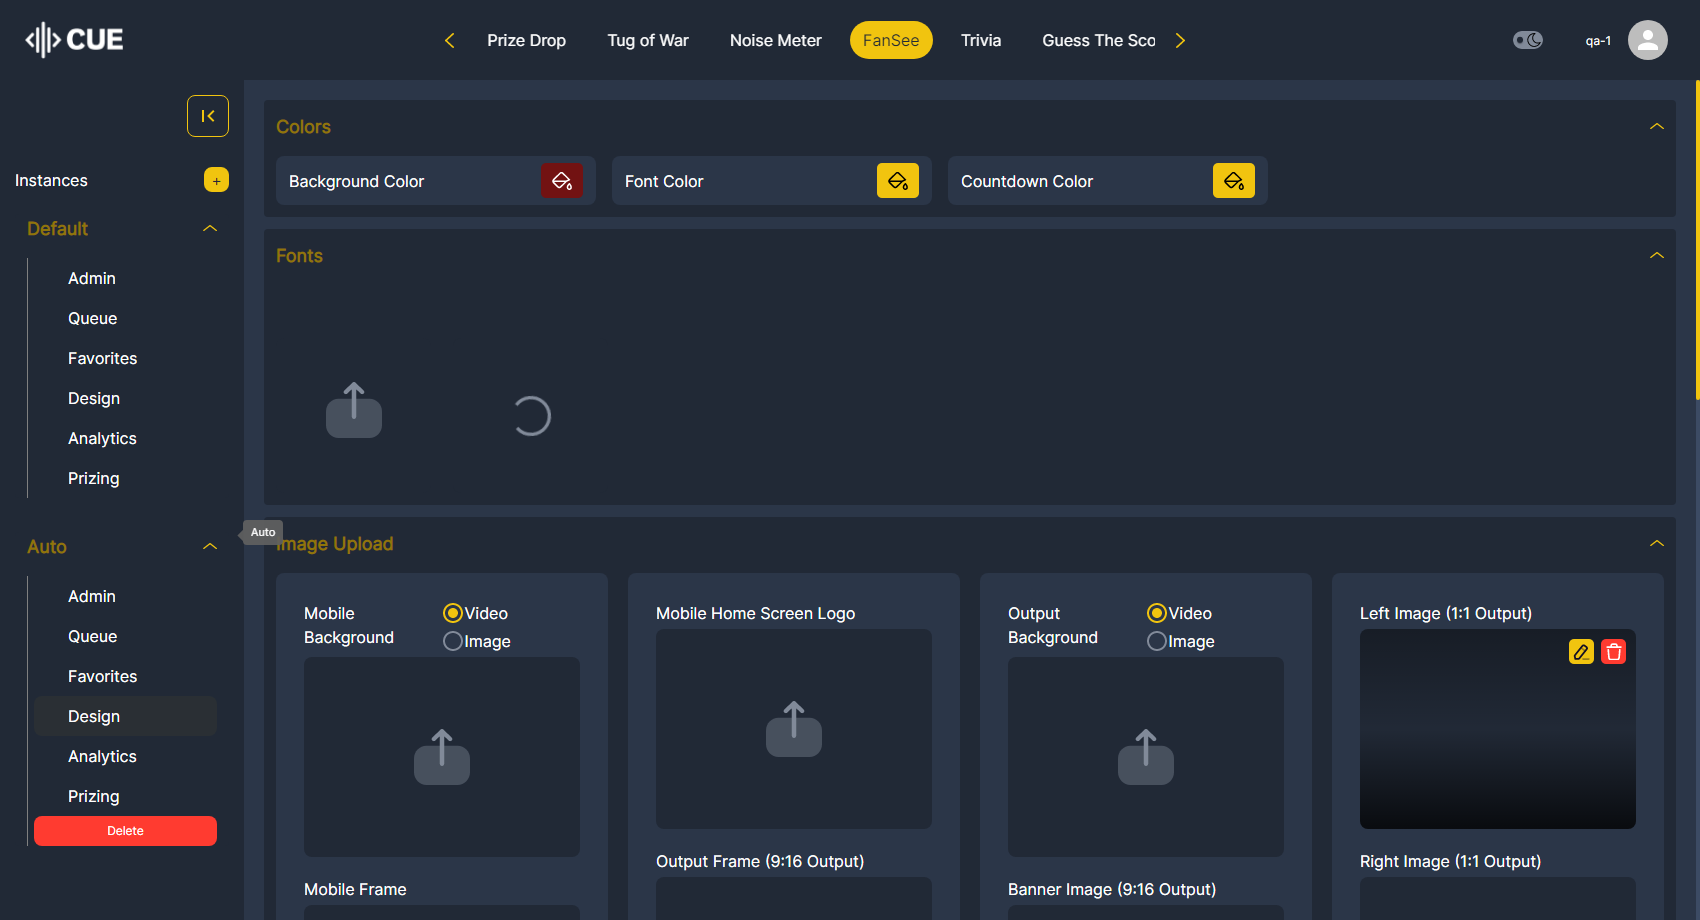 CUE
Prize Drop
Tug of War
Noise Meter
FanSee
Trivia
Guess The Sco
qa-1
Instances
+
Default
Admin
Queue
Favorites
Design
Analytics
Prizing
Auto
Admin
Queue
Favorites
Design
Analytics
Prizing
Delete
Auto
Colors
Background Color
Font Color
Countdown Color
Fonts
Image Upload
Mobile
Background
Video
Image
Mobile Frame
Mobile Home Screen Logo
Output Frame (9:16 Output)
Output
Background
Video
Image
Banner Image (9:16 Output)
Left Image (1:1 Output)
Right Image (1:1 Output)